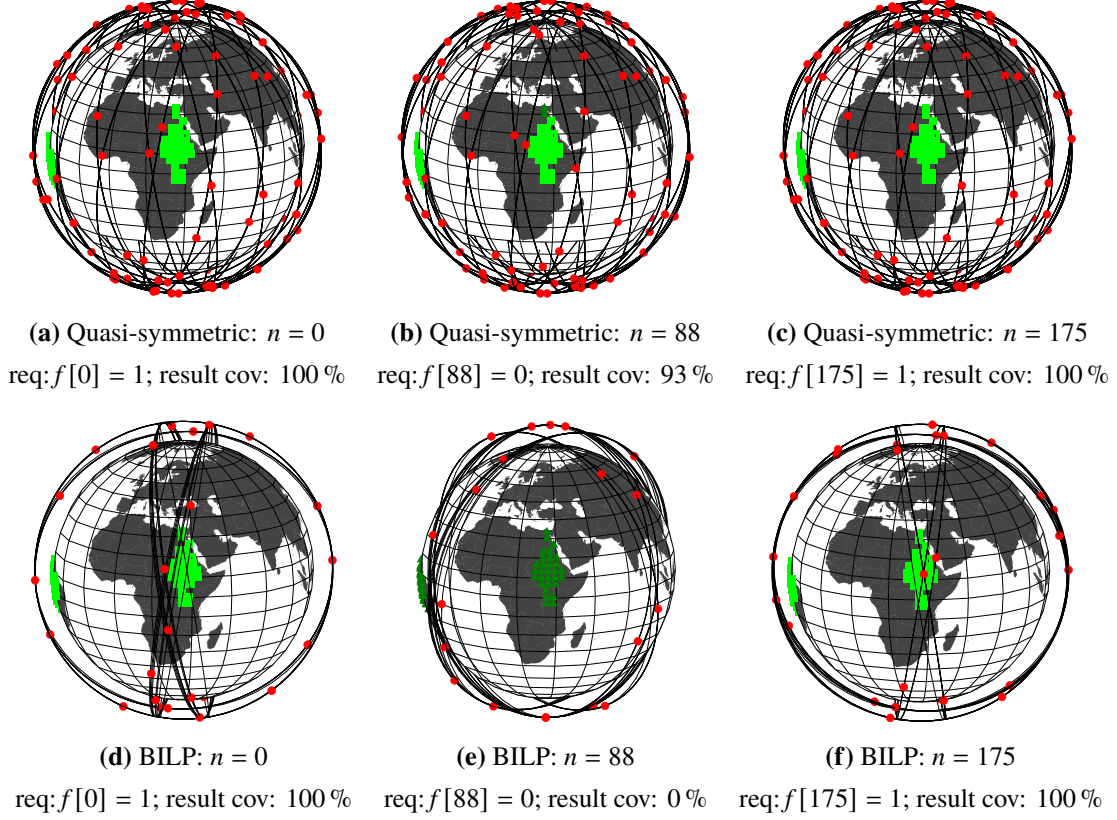 (a) Quasi-symmetric: n = 0
req: f[0] = 1; result cov: 100 %
(b) Quasi-symmetric: n = 88
req: f[88] = 0; result cov: 93 %
(c) Quasi-symmetric: n = 175
req: f[175] = 1; result cov: 100 %
(d) BILP: n = 0
req: f[0] = 1; result cov: 100 %
(e) BILP: n = 88
req: f[88] = 0; result cov: 0 %
(f) BILP: n = 175
req: f[175] = 1; result cov: 100 %